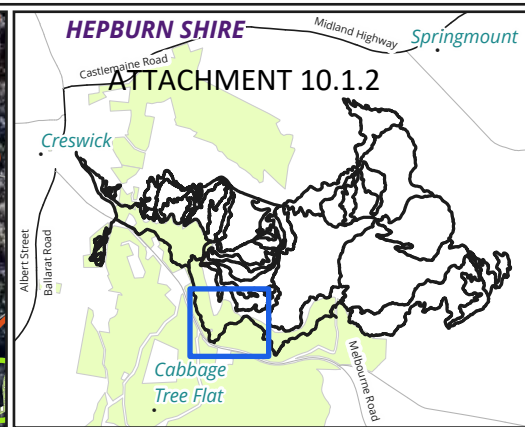 HEPBURN SHIRE
Midland Highway
Springmount
Castlemaine Road
ATTACHMENT 10.1.2
Creswick
Albert Street
Ballarat Road
Melbourne Road
Cabbage
Tree Flat